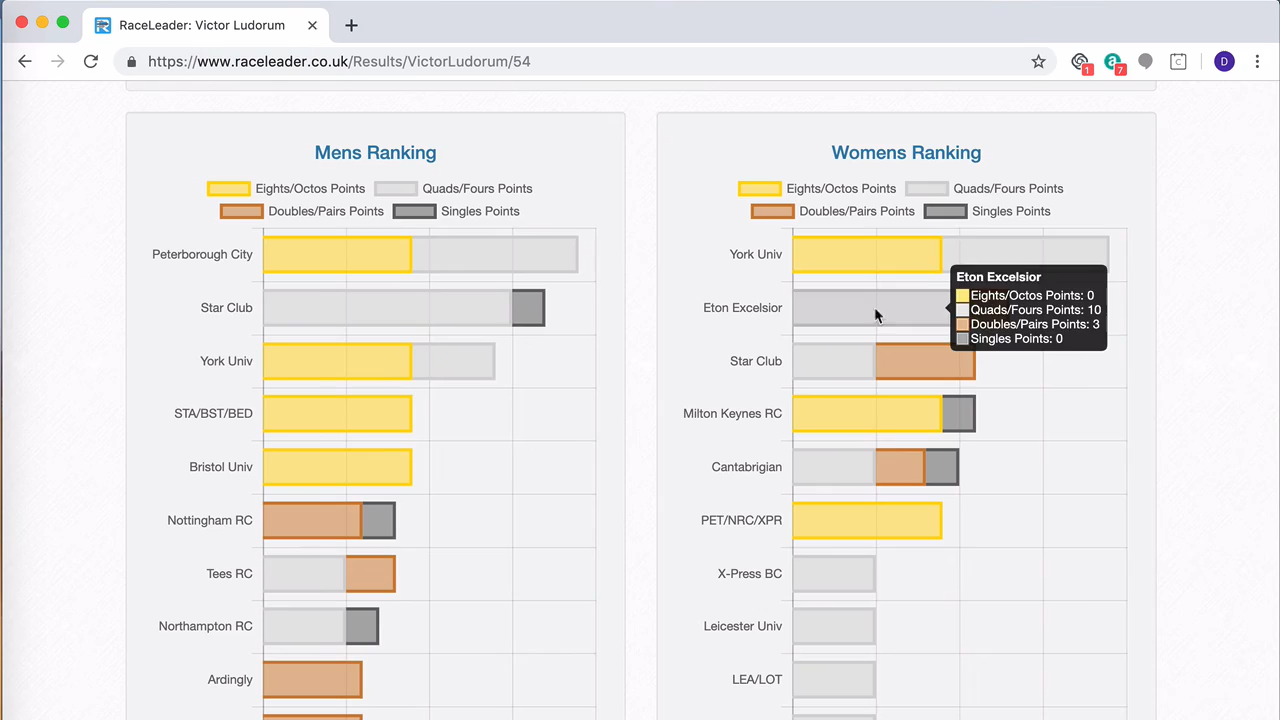 RaceLeader: Victor Ludorum
https://www.raceleader.co.uk/Results/VictorLudorum/54
1
a
7
C
D
Mens Ranking
Eights/Octos Points
Quads/Fours Points
Doubles/Pairs Points
Singles Points
Peterborough City
Star Club
York Univ
STA/BST/BED
Bristol Univ
Nottingham RC
Tees RC
Northampton RC
Ardingly
Womens Ranking
Eights/Octos Points
Quads/Fours Points
Doubles/Pairs Points
Singles Points
York Univ
Eton Excelsior
Star Club
Milton Keynes RC
Cantabrigian
PET/NRC/XPR
X-Press BC
Leicester Univ
LEA/LOT
Eton Excelsior
Eights/Octos Points: 0
Quads/Fours Points: 10
Doubles/Pairs Points: 3
Singles Points: 0